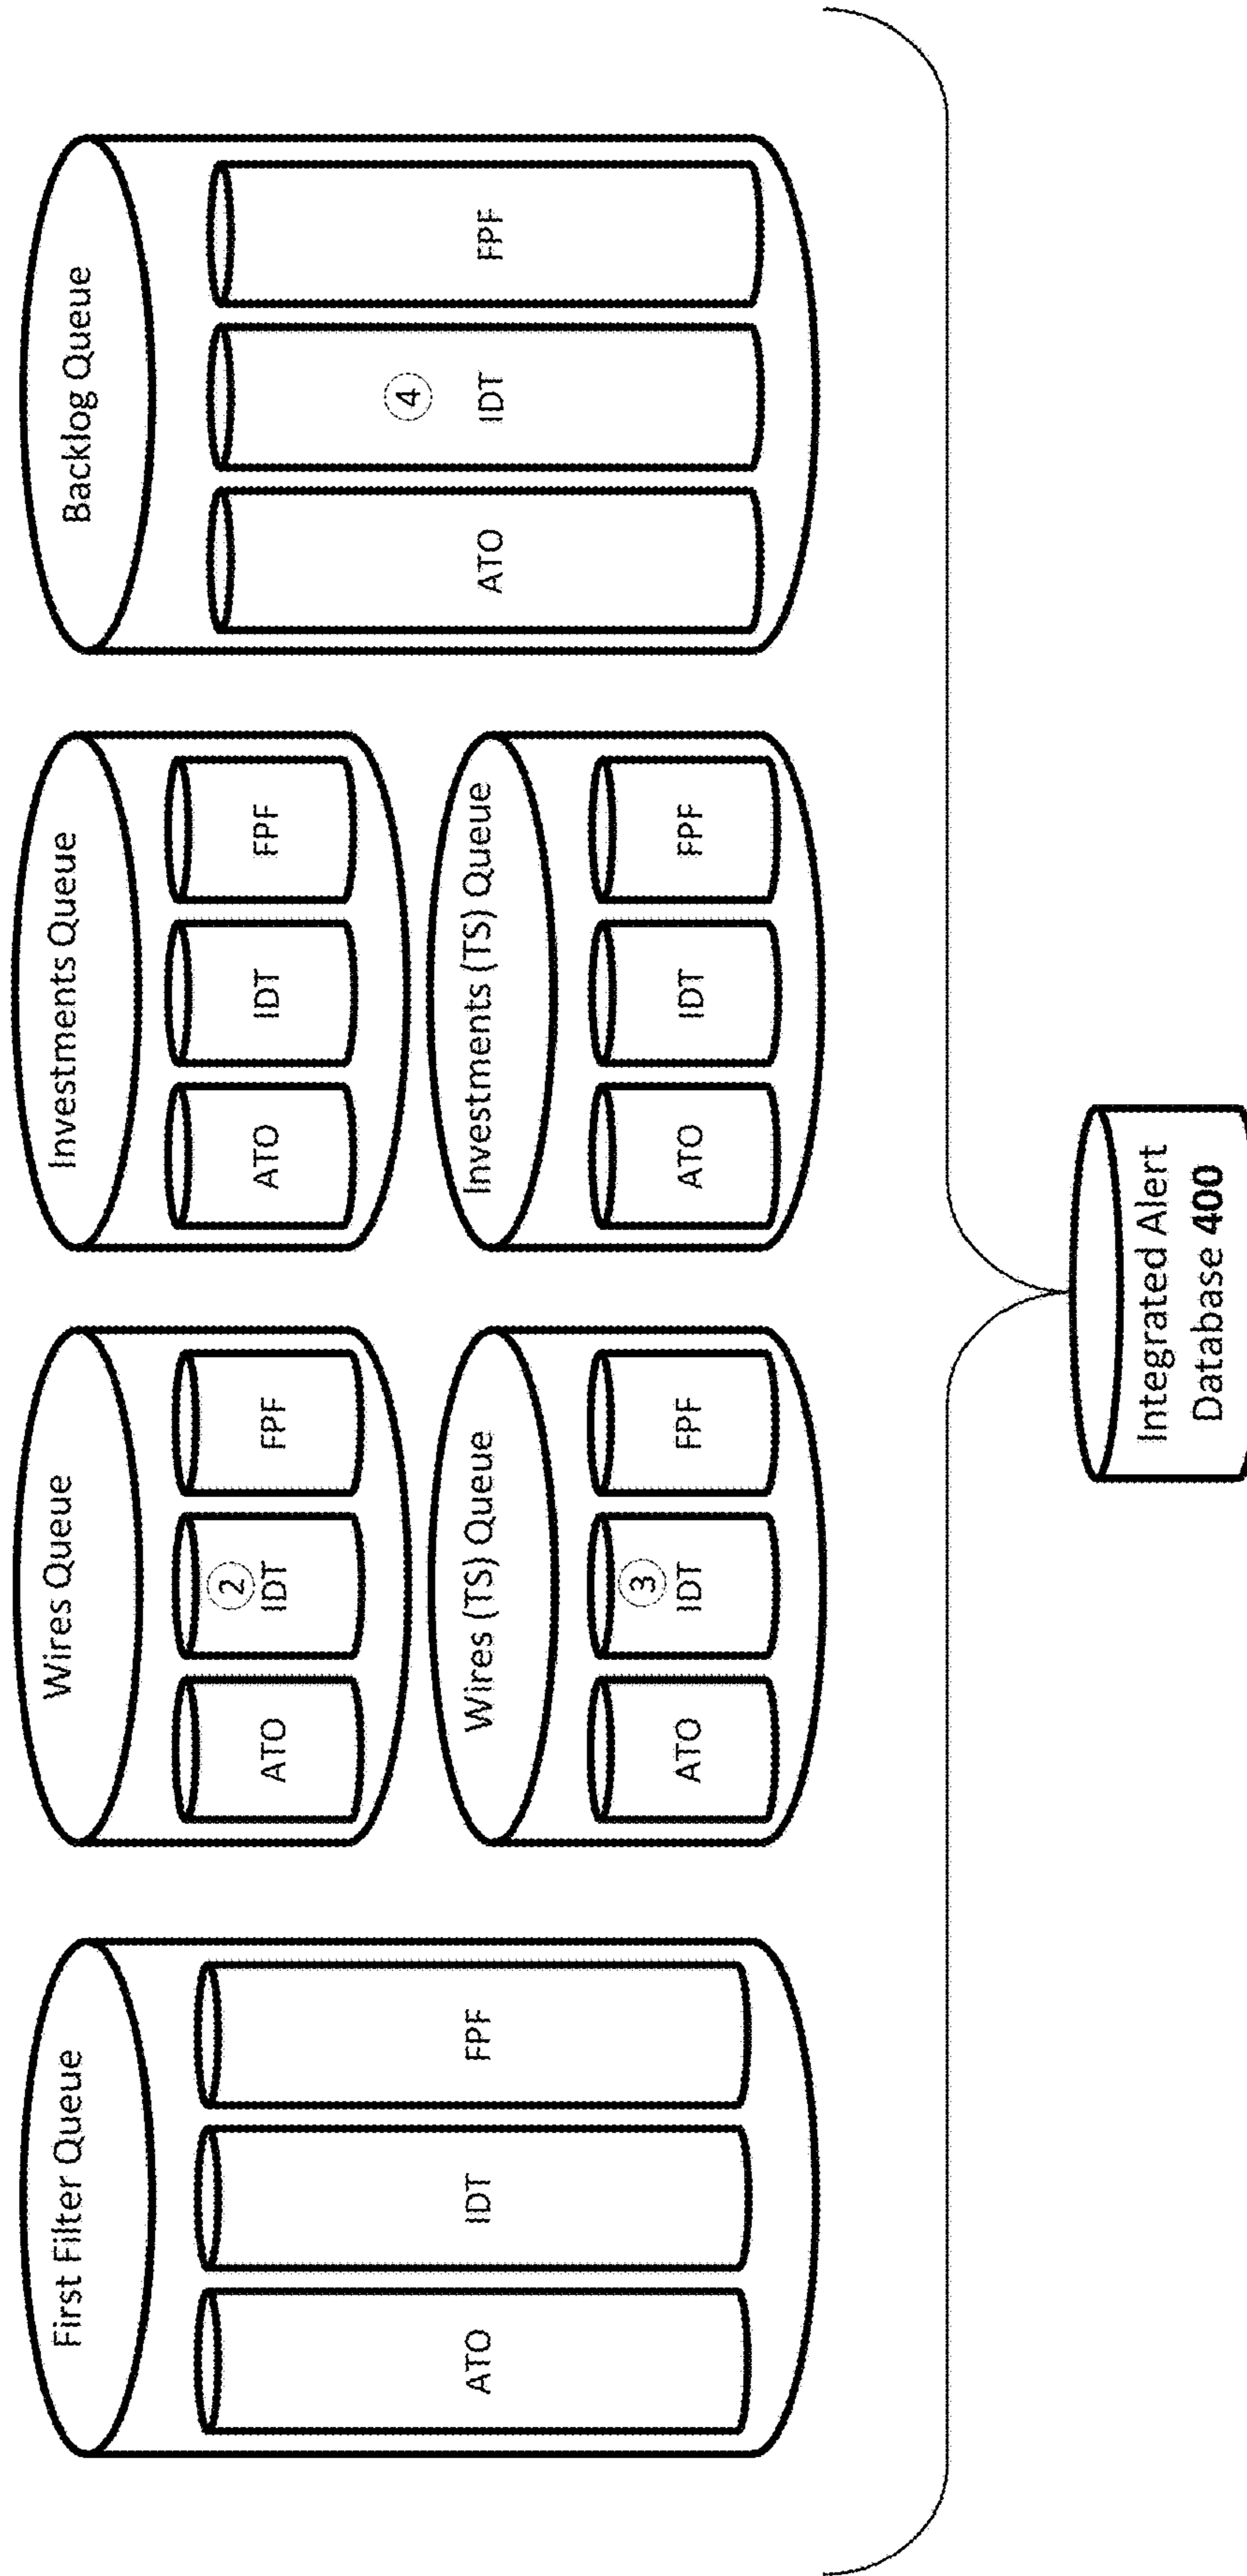 First Filter Queue
ATO
IDT
FPF
Wires Queue
ATO
2
IDT
FPF
Wires (TS) Queue
ATO
3
IDT
FPF
Investments Queue
ATO
IDT
FPF
Investments (TS) Queue
ATO
IDT
FPF
Backlog Queue
ATO
4
IDT
FPF
Integrated Alert
Database 400